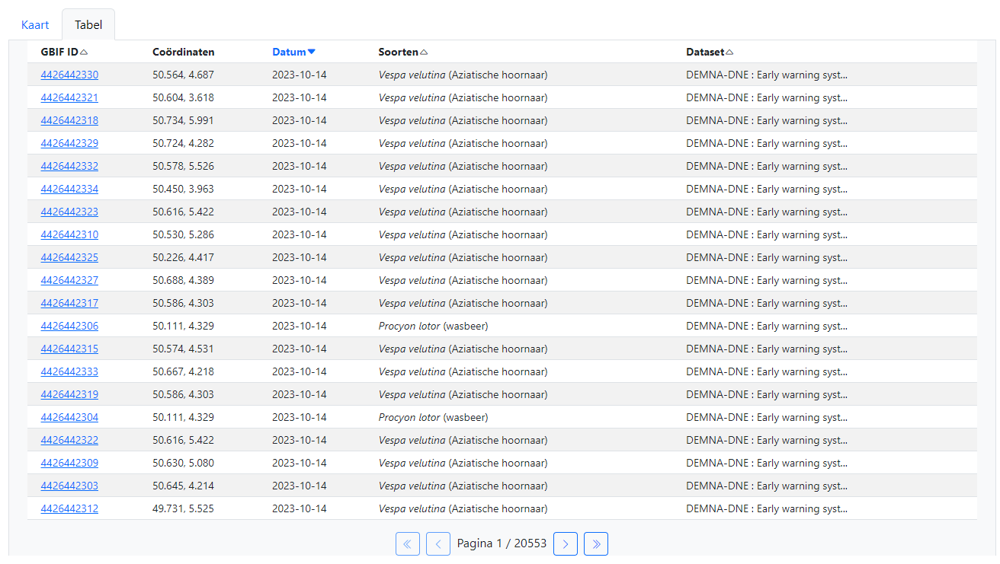 Kaart Tabel
GBIF ID Coördinaten Datum Soorten Dataset
4426442330 50.564, 4.687 2023-10-14 Vespa velutina (Aziatische hoornaar) DEMNA-DNE : Early warning syst...
4426442321 50.604, 3.618 2023-10-14 Vespa velutina (Aziatische hoornaar) DEMNA-DNE : Early warning syst...
4426442318 50.734, 5.991 2023-10-14 Vespa velutina (Aziatische hoornaar) DEMNA-DNE : Early warning syst...
4426442329 50.724, 4.282 2023-10-14 Vespa velutina (Aziatische hoornaar) DEMNA-DNE : Early warning syst...
4426442332 50.578, 5.526 2023-10-14 Vespa velutina (Aziatische hoornaar) DEMNA-DNE : Early warning syst...
4426442334 50.450, 3.963 2023-10-14 Vespa velutina (Aziatische hoornaar) DEMNA-DNE : Early warning syst...
4426442323 50.616, 5.422 2023-10-14 Vespa velutina (Aziatische hoornaar) DEMNA-DNE : Early warning syst...
4426442310 50.530, 5.286 2023-10-14 Vespa velutina (Aziatische hoornaar) DEMNA-DNE : Early warning syst...
4426442325 50.226, 4.417 2023-10-14 Vespa velutina (Aziatische hoornaar) DEMNA-DNE : Early warning syst...
4426442327 50.688, 4.389 2023-10-14 Vespa velutina (Aziatische hoornaar) DEMNA-DNE : Early warning syst...
4426442317 50.586, 4.303 2023-10-14 Vespa velutina (Aziatische hoornaar) DEMNA-DNE : Early warning syst...
4426442306 50.111, 4.329 2023-10-14 Procyon lotor (wasbeer) DEMNA-DNE : Early warning syst...
4426442315 50.574, 4.531 2023-10-14 Vespa velutina (Aziatische hoornaar) DEMNA-DNE : Early warning syst...
4426442333 50.667, 4.218 2023-10-14 Vespa velutina (Aziatische hoornaar) DEMNA-DNE : Early warning syst...
4426442319 50.586, 4.303 2023-10-14 Vespa velutina (Aziatische hoornaar) DEMNA-DNE : Early warning syst...
4426442304 50.111, 4.329 2023-10-14 Procyon lotor (wasbeer) DEMNA-DNE : Early warning syst...
4426442322 50.616, 5.422 2023-10-14 Vespa velutina (Aziatische hoornaar) DEMNA-DNE : Early warning syst...
4426442309 50.630, 5.080 2023-10-14 Vespa velutina (Aziatische hoornaar) DEMNA-DNE : Early warning syst...
4426442303 50.645, 4.214 2023-10-14 Vespa velutina (Aziatische hoornaar) DEMNA-DNE : Early warning syst...
4426442312 49.731, 5.525 2023-10-14 Vespa velutina (Aziatische hoornaar) DEMNA-DNE : Early warning syst...
« ‹ Pagina 1 / 20553 › »